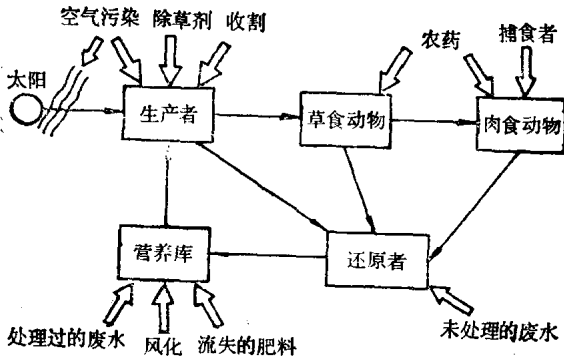 空气污染 除草剂 收割
农药
捕食者
太阳
生产者
草食动物
肉食动物
营养库
还原者
处理过的废水
风化
流失的肥料
未处理的废水